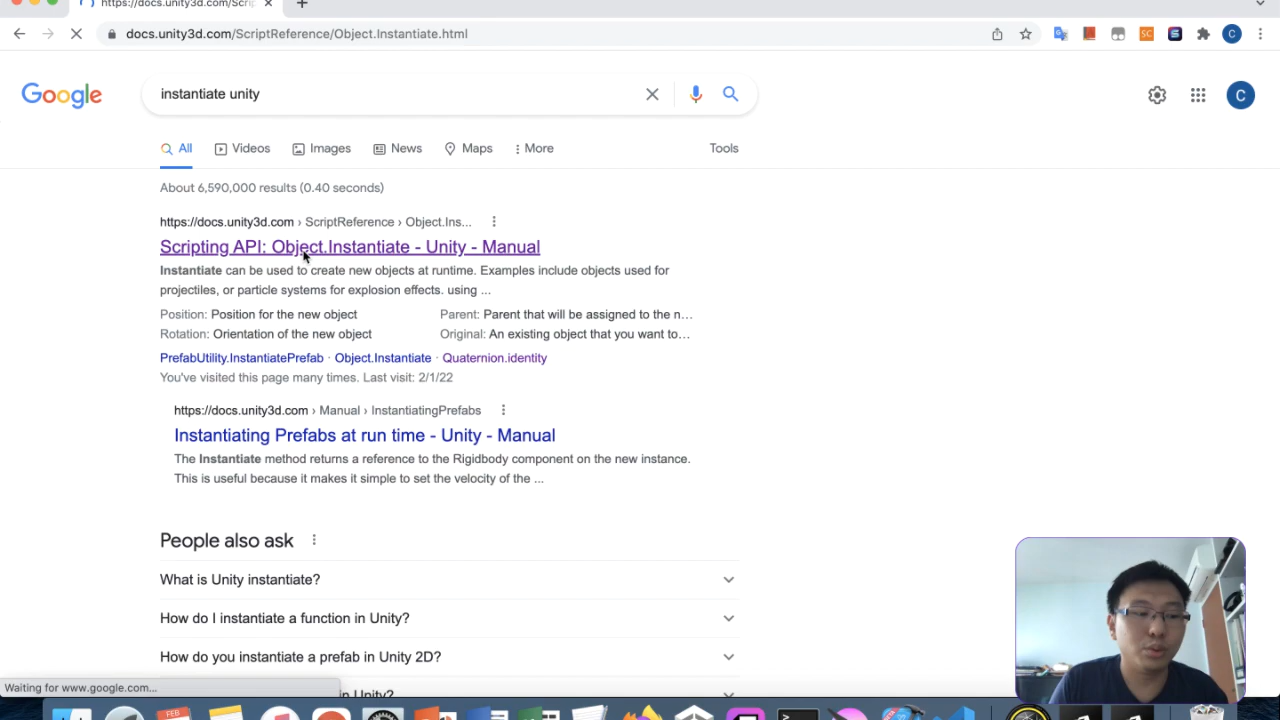 https://docs.unity3d.com/Scrip
docs.unity3d.com/ScriptReference/Object.Instantiate.html
SC
C
Google
instantiate unity
C
All
Videos
Images
News
Maps
More
Tools
About 6,590,000 results (0.40 seconds)
https://docs.unity3d.com › ScriptReference › Object.Ins...
Scripting API: Object.Instantiate - Unity - Manual
Instantiate can be used to create new objects at runtime. Examples include objects used for
projectiles, or particle systems for explosion effects. using ...
Position: Position for the new object
Parent: Parent that will be assigned to the n...
Rotation: Orientation of the new object
Original: An existing object that you want to...
PrefabUtility.InstantiatePrefab · Object.Instantiate · Quaternion.identity
You've visited this page many times. Last visit: 2/1/22
https://docs.unity3d.com › Manual › InstantiatingPrefabs
Instantiating Prefabs at run time - Unity - Manual
The Instantiate method returns a reference to the Rigidbody component on the new instance.
This is useful because it makes it simple to set the velocity of the ...
People also ask
What is Unity instantiate?
How do I instantiate a function in Unity?
How do you instantiate a prefab in Unity 2D?
in Unity?
Waiting for www.google.com...
FEB